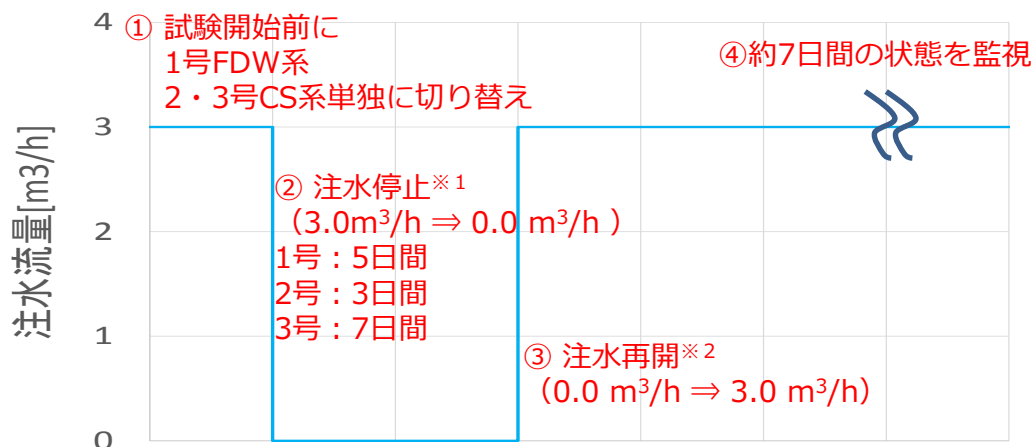 注水流量[m3/h]
4
3
2
1
0
① 試験開始前に
1号FDW系
2・3号CS系単独に切り替え
② 注水停止※1
（3.0m³/h ⇒ 0.0 m³/h ）
1号：5日間
2号：3日間
3号：7日間
③ 注水再開※2
（0.0 m³/h ⇒ 3.0 m³/h）
④約7日間の状態を監視